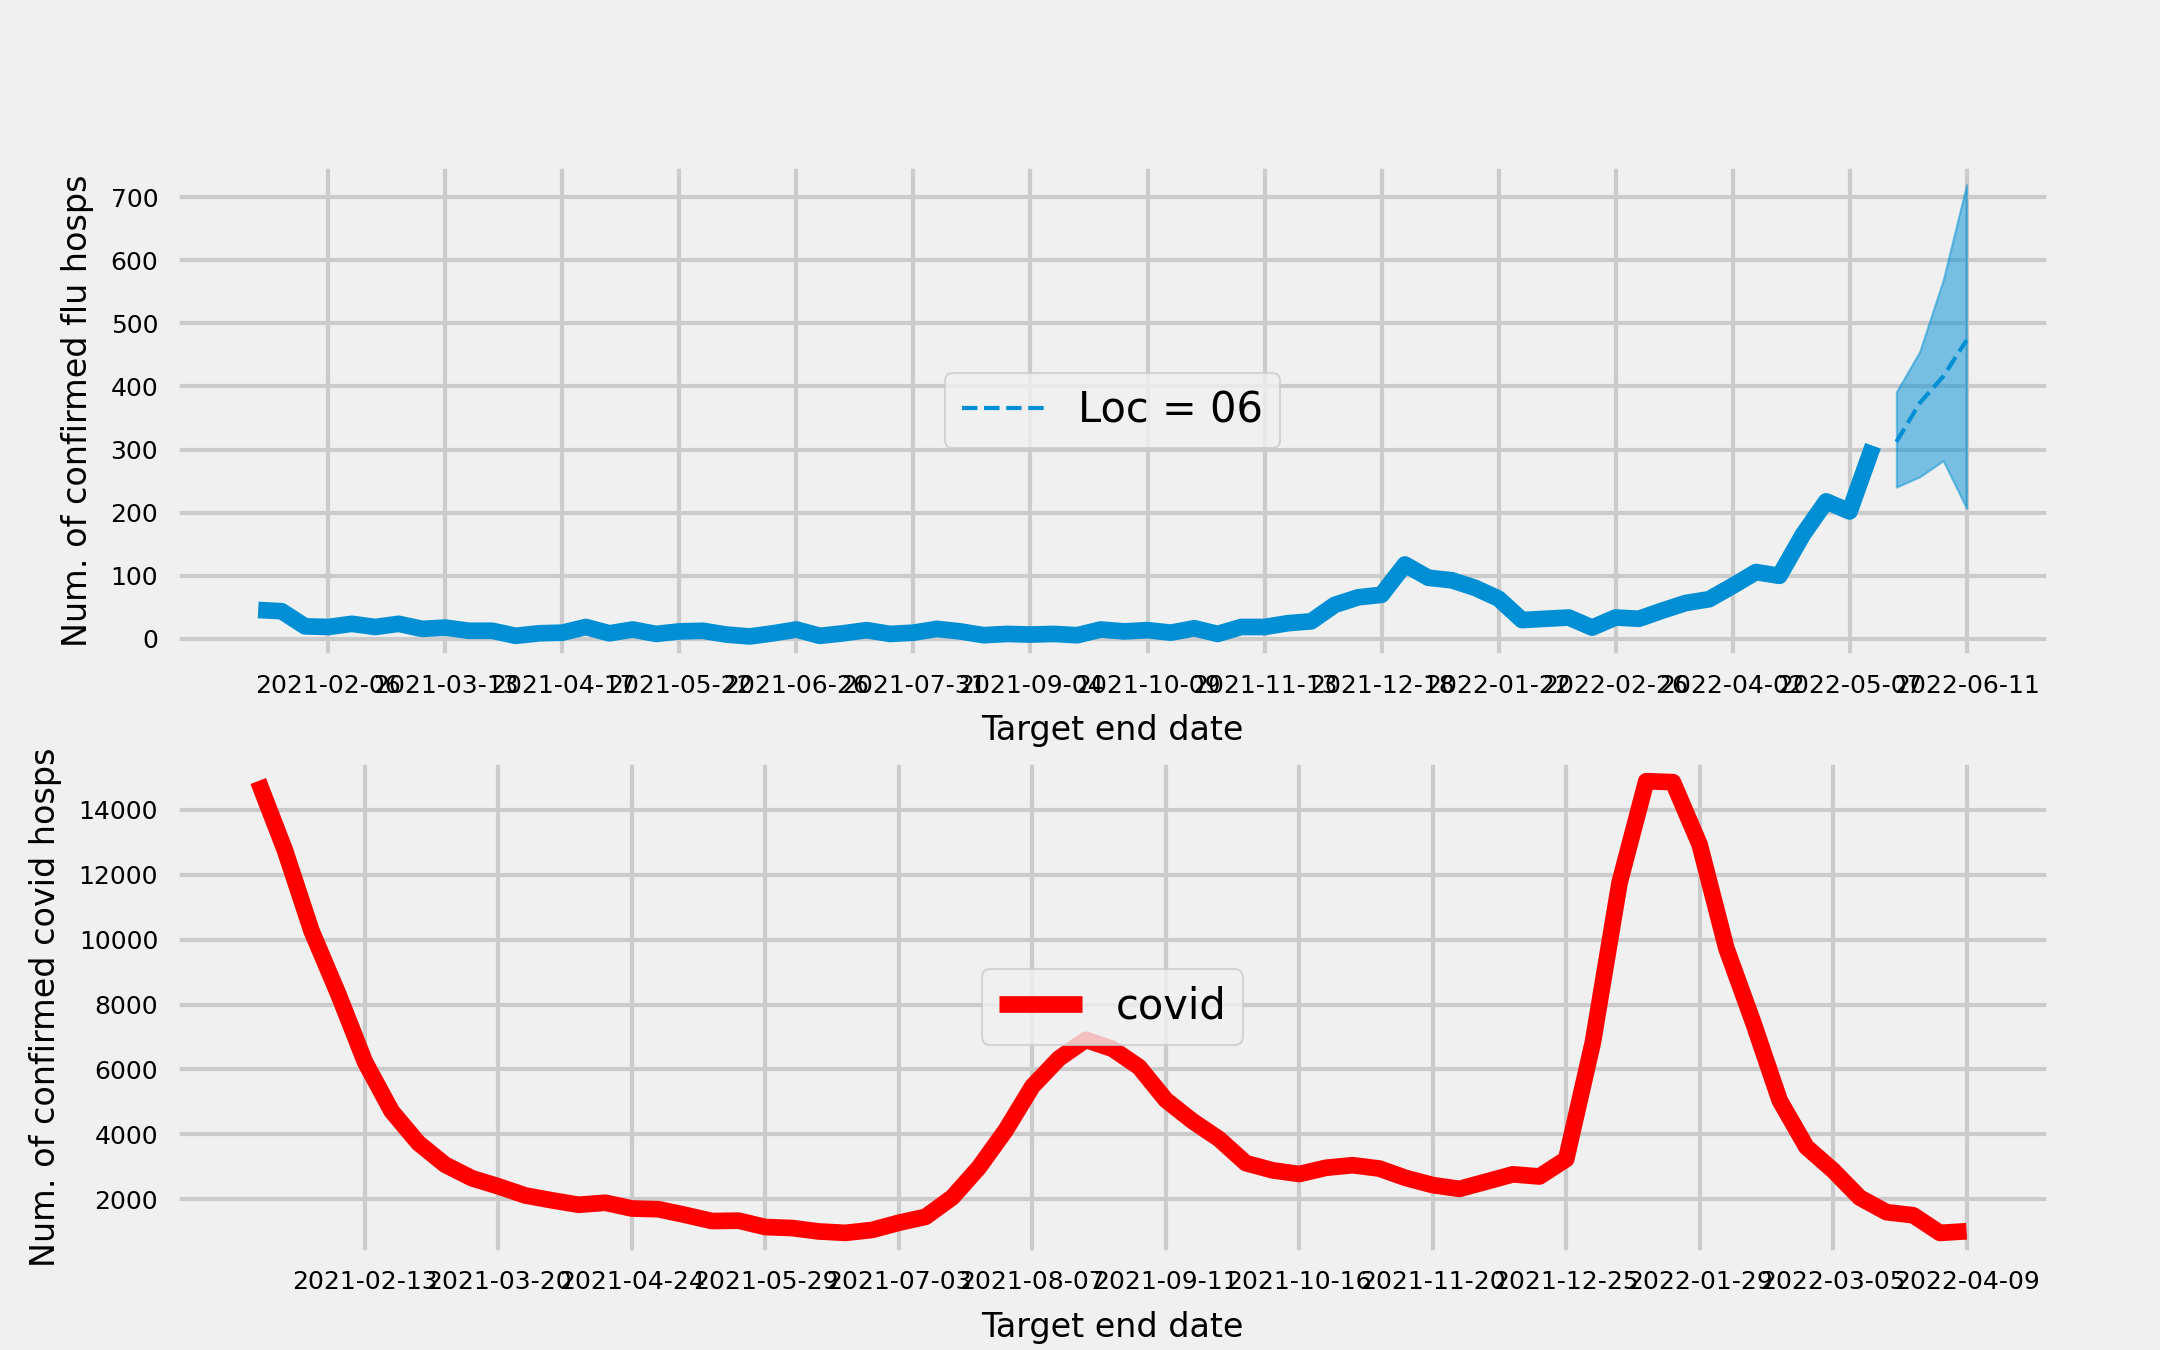 Num. of confirmed flu hosps
700
600
500
400
300
200
100
0
Loc = 06
2021-02-06 2021-03-13 2021-04-17 2021-05-22 2021-06-26 2021-07-31 2021-09-04 2021-10-09 2021-11-13 2021-12-18 2022-01-22 2022-02-26 2022-04-02 2022-05-07 2022-06-11
Target end date
Num. of confirmed covid hosps
14000
12000
10000
8000
6000
4000
2000
covid
2021-02-13 2021-03-20 2021-04-24 2021-05-29 2021-07-03 2021-08-07 2021-09-11 2021-10-16 2021-11-20 2021-12-25 2022-01-29 2022-03-05 2022-04-09
Target end date